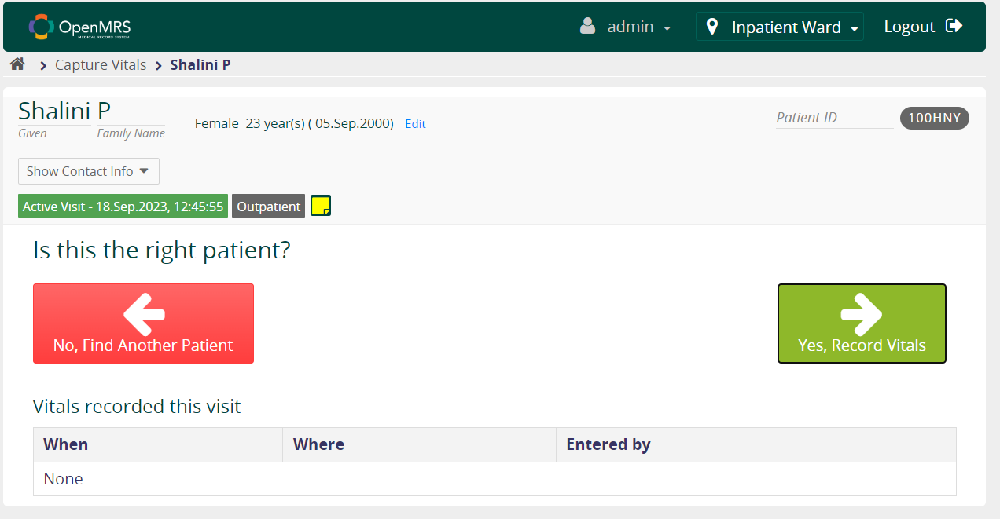 OpenMRS
MEDICAL RECORD SYSTEM
admin
Inpatient Ward
Logout
Capture Vitals
Shalini P
Shalini P
Given Family Name
Female 23 year(s) ( 05.Sep.2000) Edit
Patient ID 100HNY
Show Contact Info
Active Visit - 18.Sep.2023, 12:45:55 Outpatient
Is this the right patient?
No, Find Another Patient
Yes, Record Vitals
Vitals recorded this visit
When Where Entered by
None